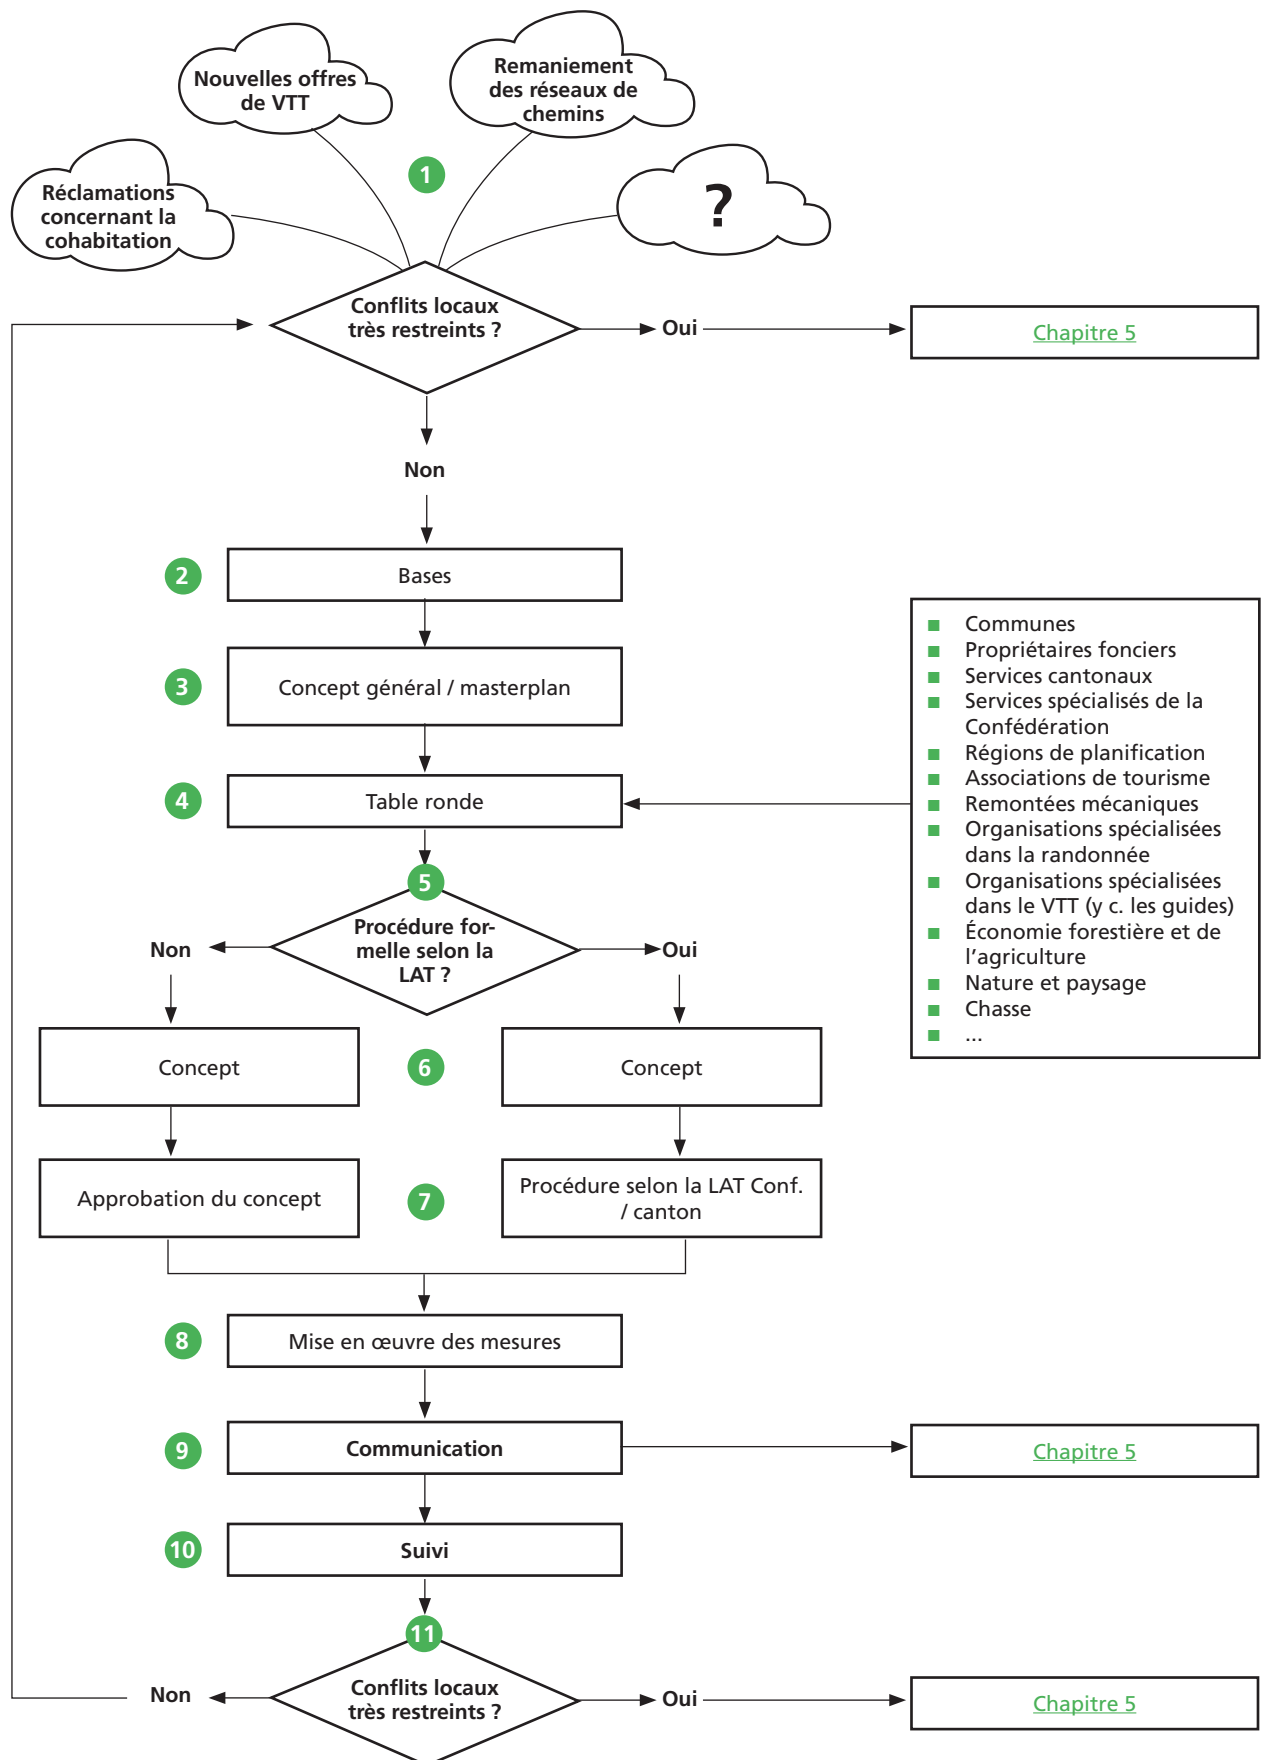 Nouvelles offres
de VTT
Remaniement
des réseaux de
chemins
Réclamations
concernant la
cohabitation
1
?
Conflits locaux
très restreints ?
Oui
Chapitre 5
Non
2
Bases
3
Concept général / masterplan
4
Table ronde
■ Communes
■ Propriétaires fonciers
■ Services cantonaux
■ Services spécialisés de la
Confédération
■ Régions de planification
■ Associations de tourisme
■ Remontées mécaniques
■ Organisations spécialisées
dans la randonnée
■ Organisations spécialisées
dans le VTT (y c. les guides)
■ Économie forestière et de
l'agriculture
■ Nature et paysage
■ Chasse
■ ...
5
Procédure for-
melle selon la
LAT ?
Non
Oui
Concept
6
Concept
Approbation du concept
7
Procédure selon la LAT Conf.
/ canton
8
Mise en œuvre des mesures
9
Communication
Chapitre 5
10
Suivi
11
Conflits locaux
très restreints ?
Non
Oui
Chapitre 5